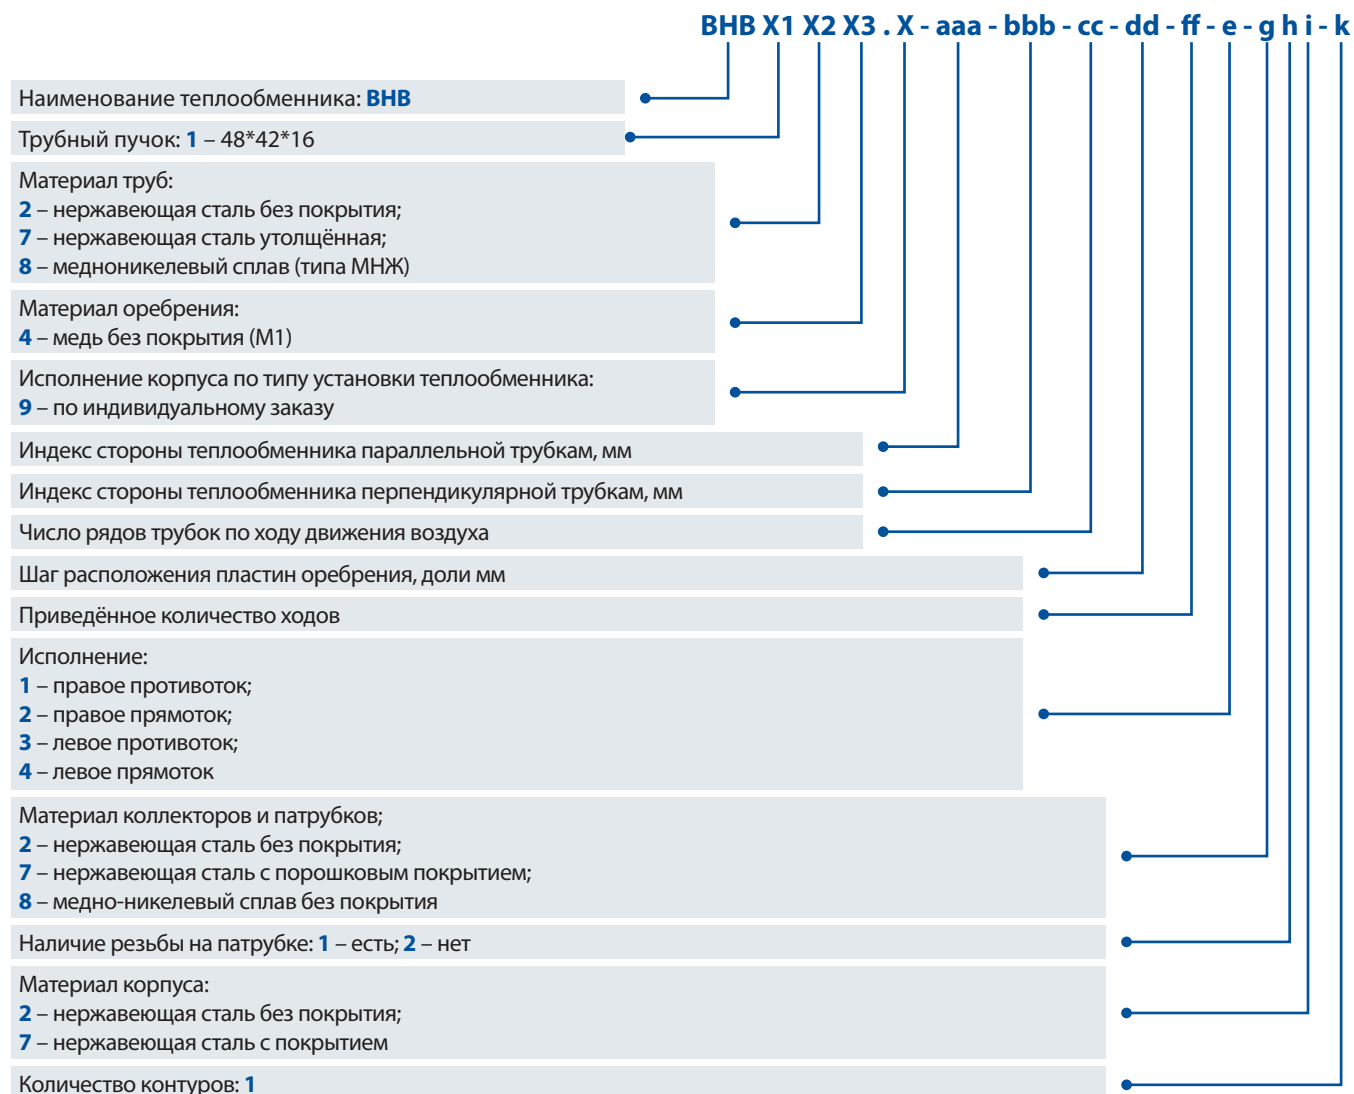 ВНВ X1 X2 X3 . X - aaa - bbb - cc - dd - ff - e - g h i - k
Наименование теплообменника: ВНВ
Трубный пучок: 1 – 48*42*16
Материал труб:
2 – нержавеющая сталь без покрытия;
7 – нержавеющая сталь утолщённая;
8 – медноникелевый сплав (типа МНЖ)
Материал оребрения:
4 – медь без покрытия (М1)
Исполнение корпуса по типу установки теплообменника:
9 – по индивидуальному заказу
Индекс стороны теплообменника параллельной трубкам, мм
Индекс стороны теплообменника перпендикулярной трубкам, мм
Число рядов трубок по ходу движения воздуха
Шаг расположения пластин оребрения, доли мм
Приведённое количество ходов
Исполнение:
1 – правое противоток;
2 – правое прямоток;
3 – левое противоток;
4 – левое прямоток
Материал коллекторов и патрубков;
2 – нержавеющая сталь без покрытия;
7 – нержавеющая сталь с порошковым покрытием;
8 – медно-никелевый сплав без покрытия
Наличие резьбы на патрубке: 1 – есть; 2 – нет
Материал корпуса:
2 – нержавеющая сталь без покрытия;
7 – нержавеющая сталь с покрытием
Количество контуров: 1